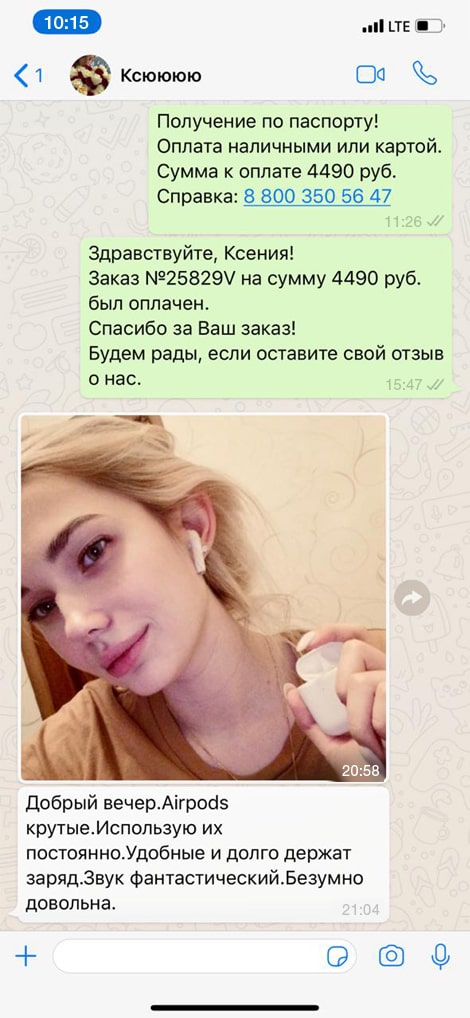 10:15
LTE
1
Ксюююю
Получение по паспорту!
Оплата наличными или картой.
Сумма к оплате 4490 руб.
Справка: 8 800 350 56 47
11:26
Здравствуйте, Ксения!
Заказ №25829V на сумму 4490 руб.
был оплачен.
Спасибо за Ваш заказ!
Будем рады, если оставите свой отзыв
о нас.
15:47
20:58
Добрый вечер.Airpods
крутые.Использую их
постоянно.Удобные и долго держат
заряд.Звук фантастический.Безумно
довольна.
21:04